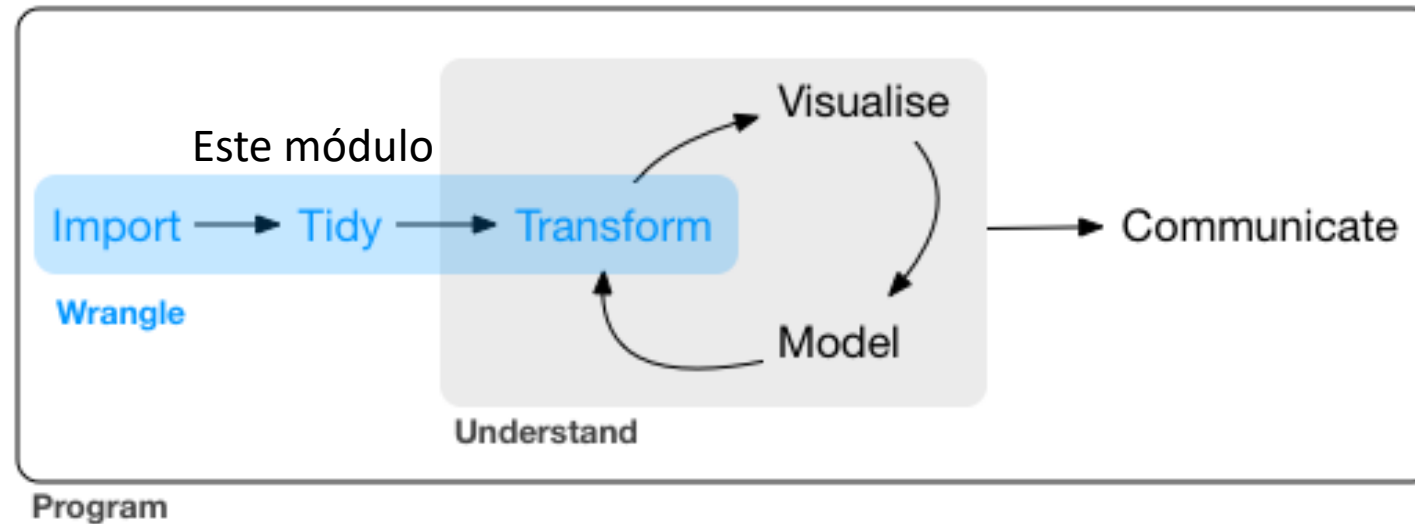 Visualise
Este módulo
Import
Tidy
Transform
Communicate
Wrangle
Model
Understand
Program